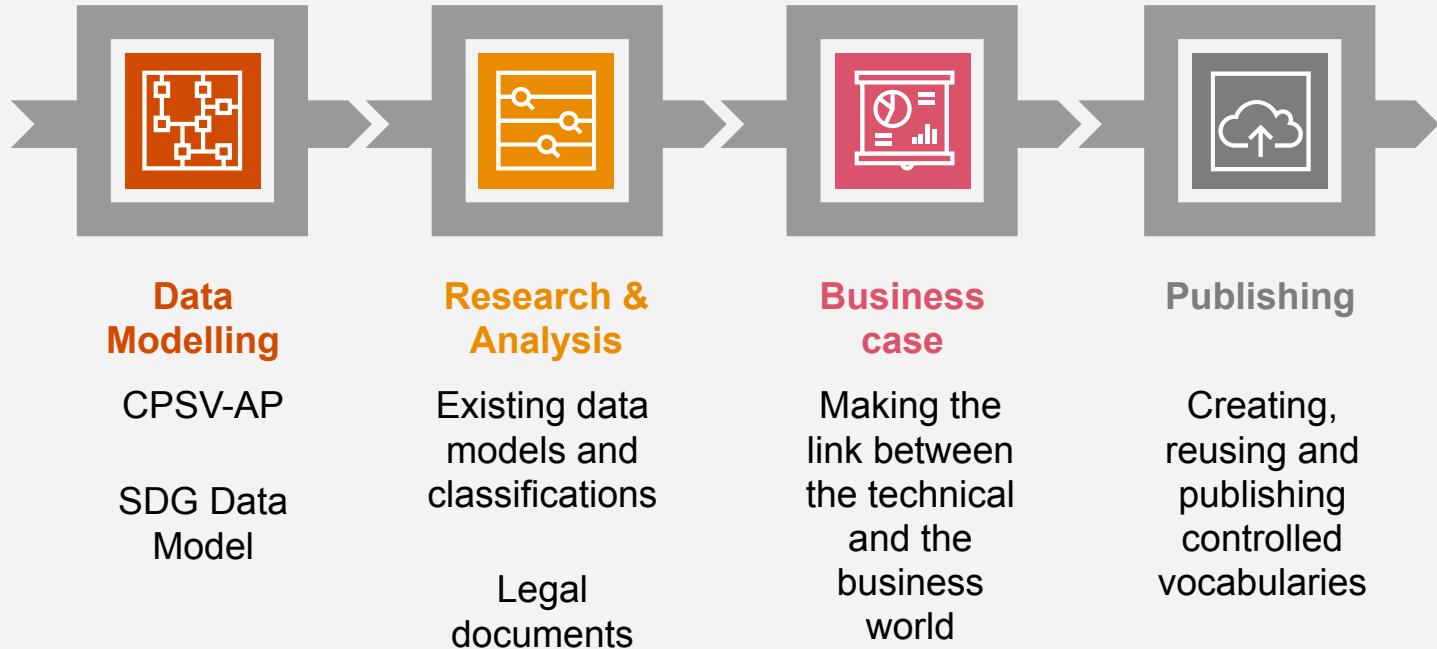 Data
Modelling
CPSV-AP
SDG Data
Model
Research &
Analysis
Existing data
models and
classifications
Legal
documents
Business
case
Making the
link between
the technical
and the
business
world
Publishing
Creating,
reusing and
publishing
controlled
vocabularies